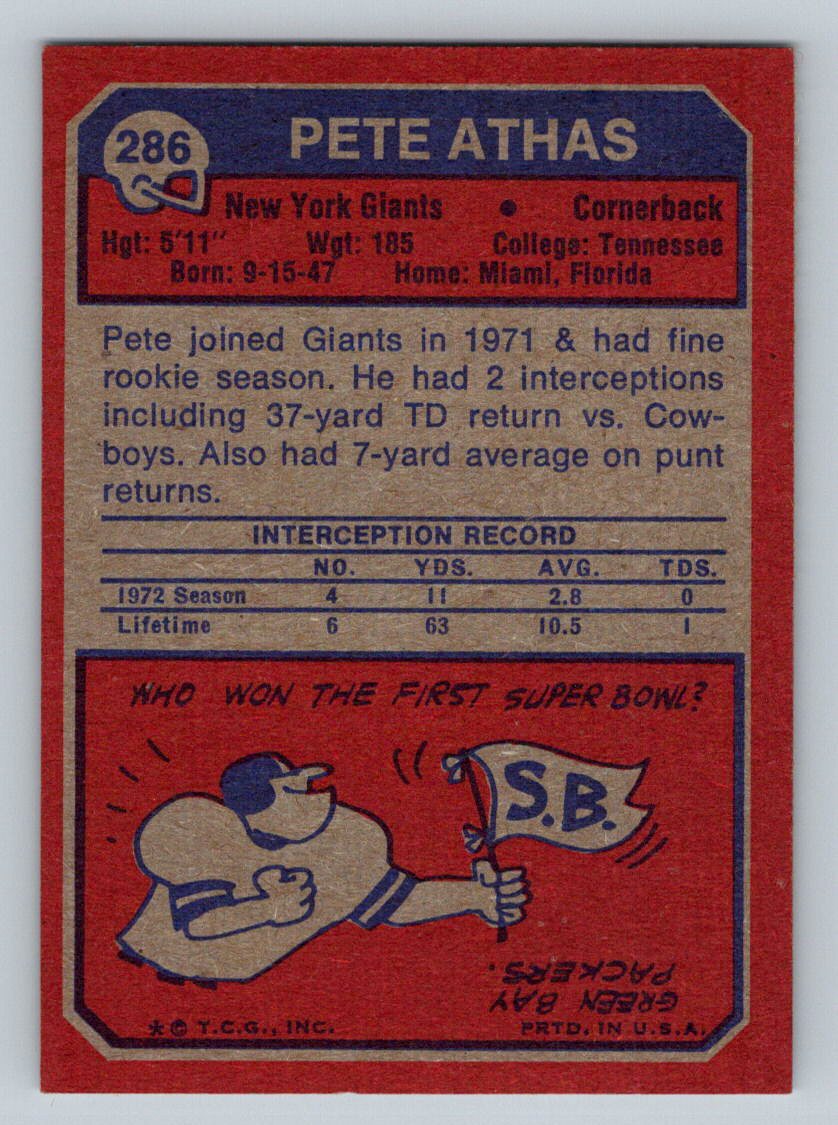 286
PETE ATHAS
New York Giants • Cornerback
Hgt: 5'11" Wgt: 185 College: Tennessee
Born: 9-15-47 Home: Miami, Florida
Pete joined Giants in 1971 & had fine
rookie season. He had 2 interceptions
including 37-yard TD return vs. Cow-
boys. Also had 7-yard average on punt
returns.
INTERCEPTION RECORD
NO. YDS. AVG. TDS.
1972 Season 4 11 2.8 0
Lifetime 6 63 10.5 1
WHO WON THE FIRST SUPER BOWL?
S.B.
GREEN BAY
PACKERS.
* © T.C.G., INC. PRTD. IN U.S.A.